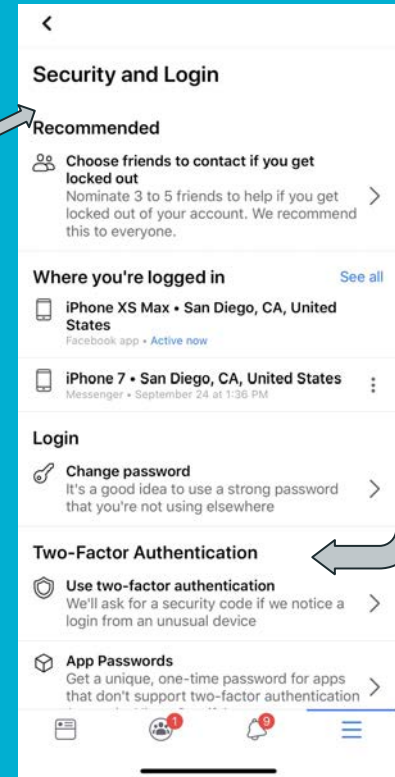 Security and Login
Recommended
Choose friends to contact if you get
locked out
Nominate 3 to 5 friends to help if you get
locked out of your account. We recommend
this to everyone.
Where you're logged in
See all
iPhone XS Max • San Diego, CA, United
States
Facebook app • Active now
iPhone 7 • San Diego, CA, United States
Messenger • September 24 at 1:36 PM
Login
Change password
It's a good idea to use a strong password
that you're not using elsewhere
Two-Factor Authentication
Use two-factor authentication
We'll ask for a security code if we notice a
login from an unusual device
App Passwords
Get a unique, one-time password for apps
that don't support two-factor authentication
1
9